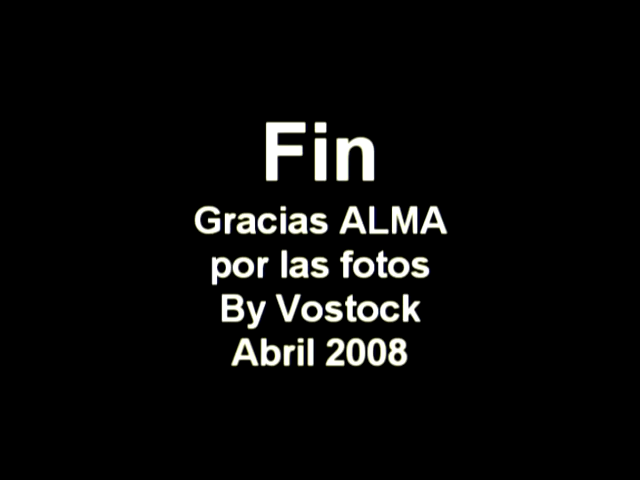 Fin
Gracias ALMA
por las fotos
By Vostock
Abril 2008